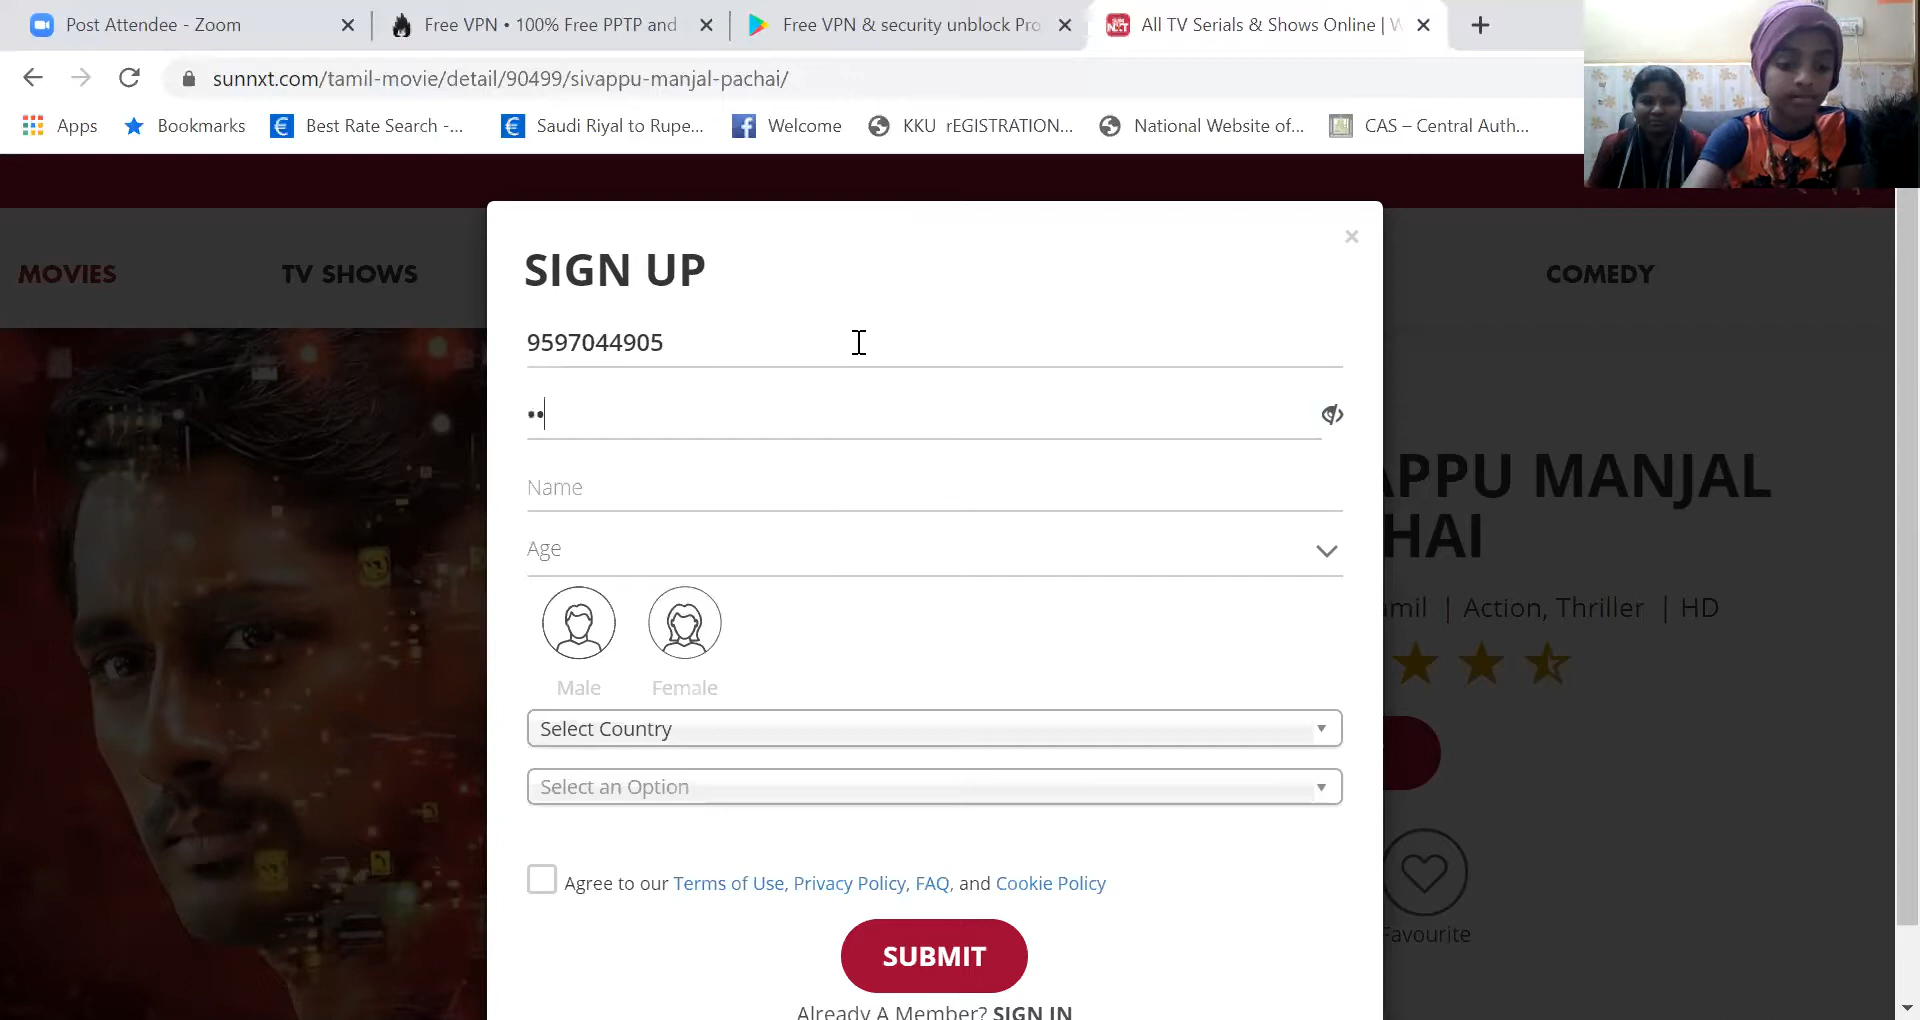 Post Attendee - Zoom
Free VPN • 100% Free PPTP and
Free VPN & security unblock Pro
All TV Serials & Shows Online | W
sunnxt.com/tamil-movie/detail/90499/sivappu-manjal-pachai/
Apps
Bookmarks
Best Rate Search -...
Saudi Riyal to Rupe...
Welcome
KKU rEGISTRATION...
National Website of...
CAS – Central Auth...
MOVIES
TV SHOWS
COMEDY
SIGN UP
9597044905
••
Name
Age
Male
Female
Select Country
Select an Option
Agree to our Terms of Use, Privacy Policy, FAQ, and Cookie Policy
SUBMIT
Already A Member? SIGN IN
APPU MANJAL
HAI
amil | Action, Thriller | HD
Favourite